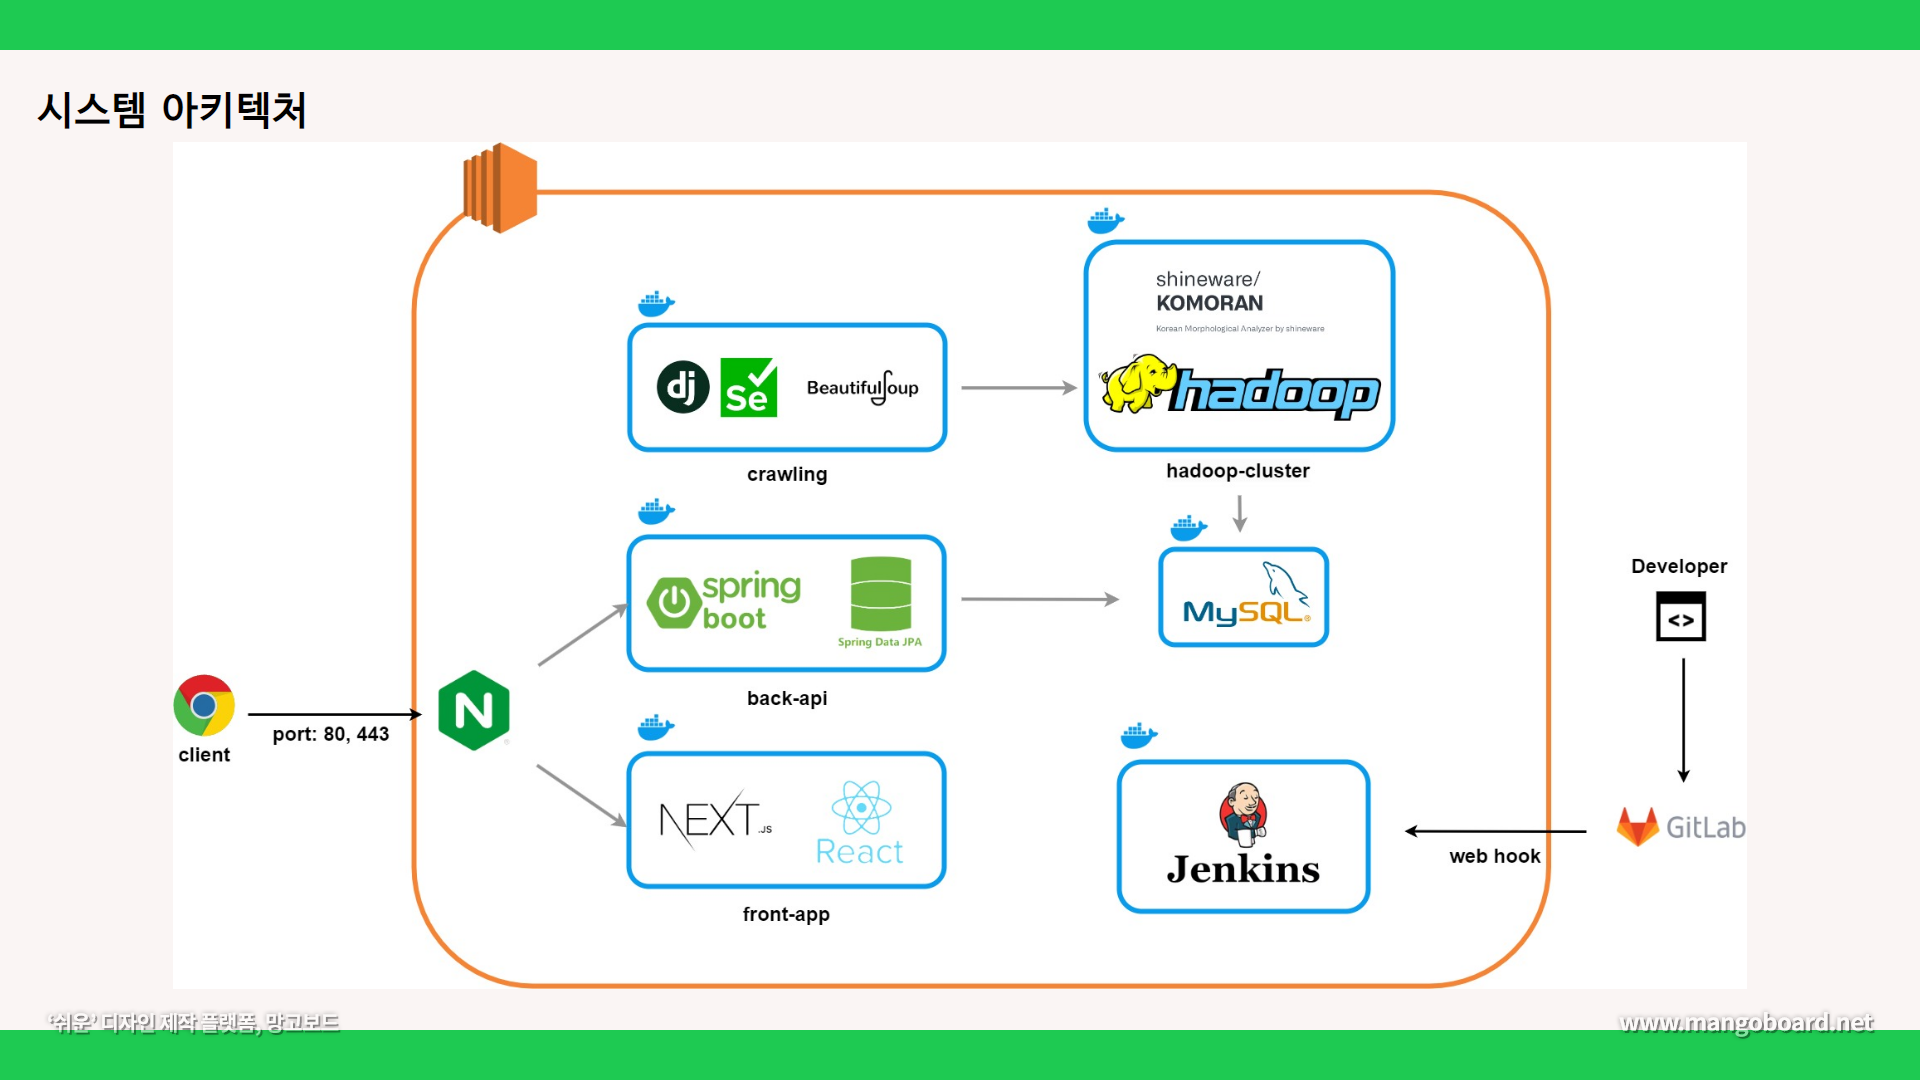 시스템 아키텍처
shineware/
KOMORAN
Korean Morphological Analyzer by shineware
dj
Se
BeautifulSoup
hadoop
crawling
hadoop-cluster
spring
boot
Spring Data JPA
MySQL®
Developer
<>
back-api
N
port: 80, 443
client
NEXT.JS
React
Jenkins
GitLab
web hook
front-app
'쉬운' 디자인 제작 플랫폼, 망고보드
www.mangoboard.net